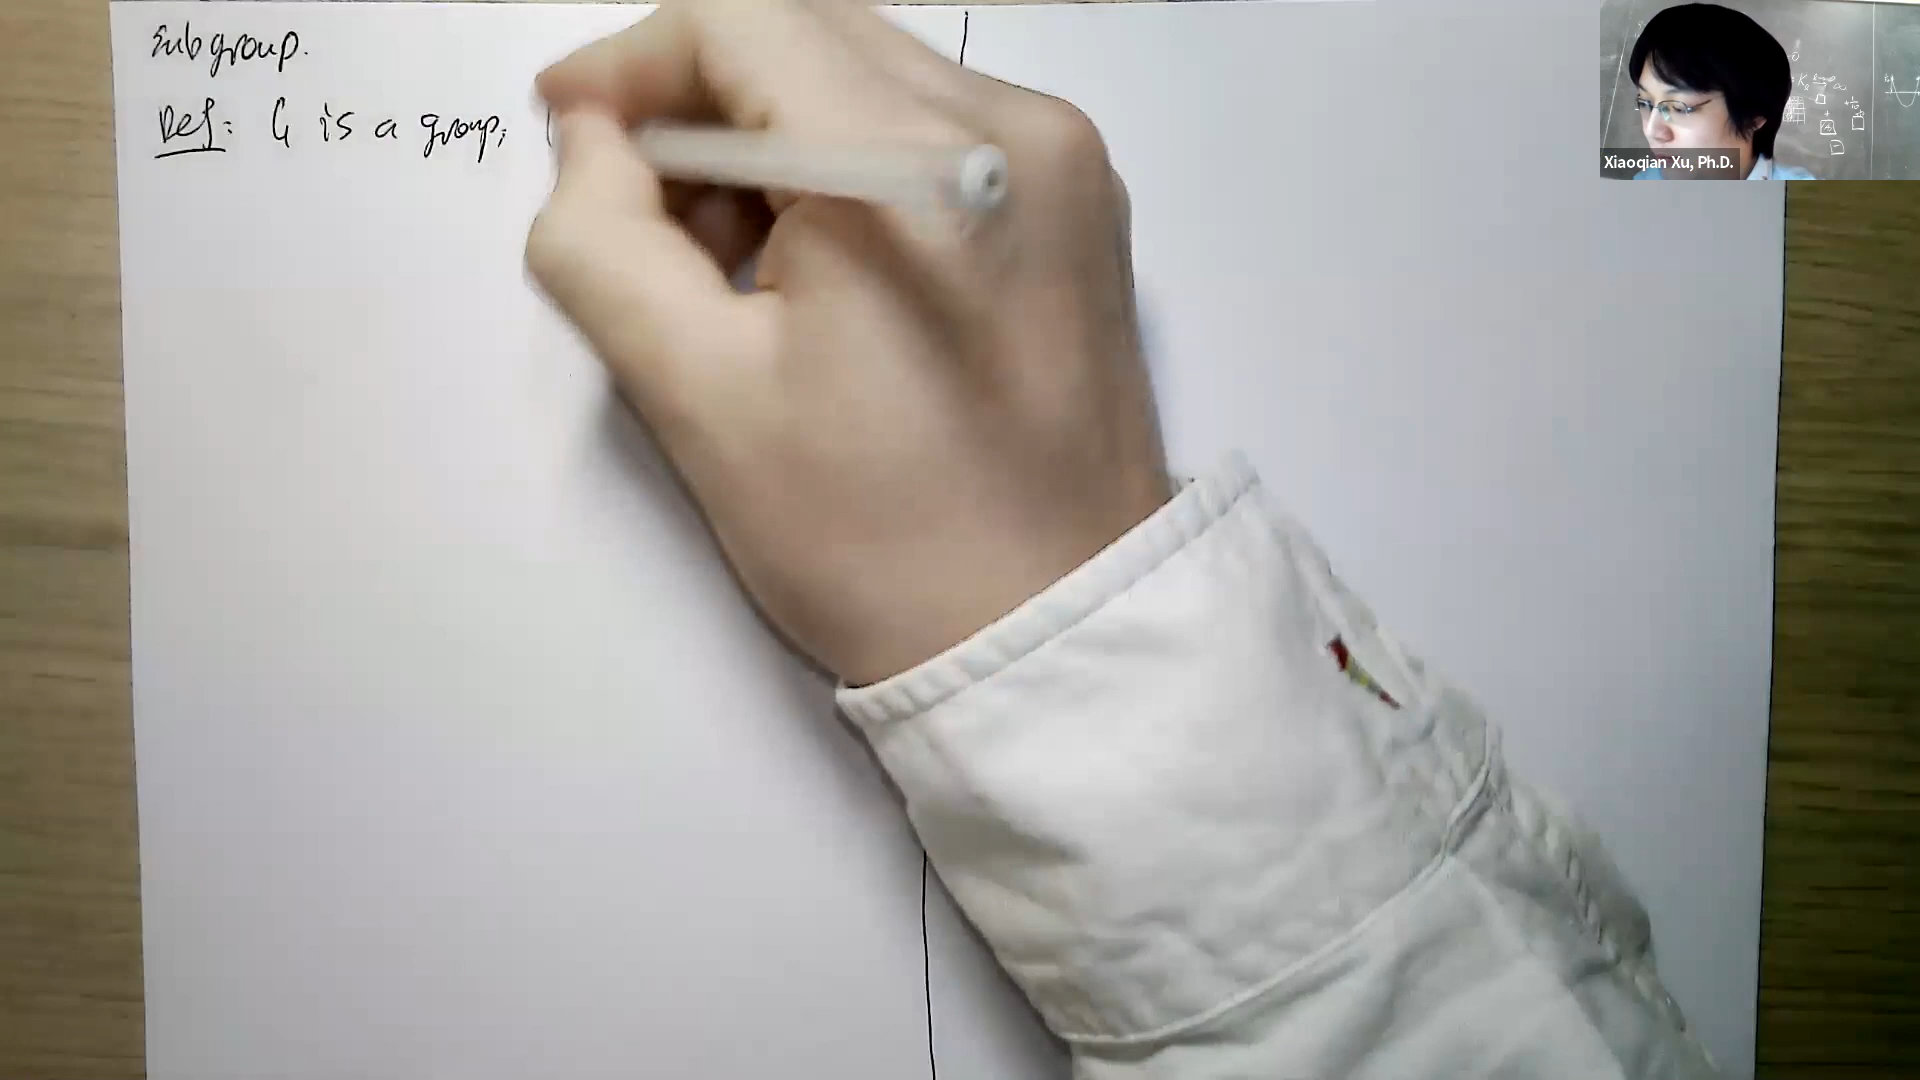 subgroup.
Def: G is a group;
Xiaoqian Xu, Ph.D.